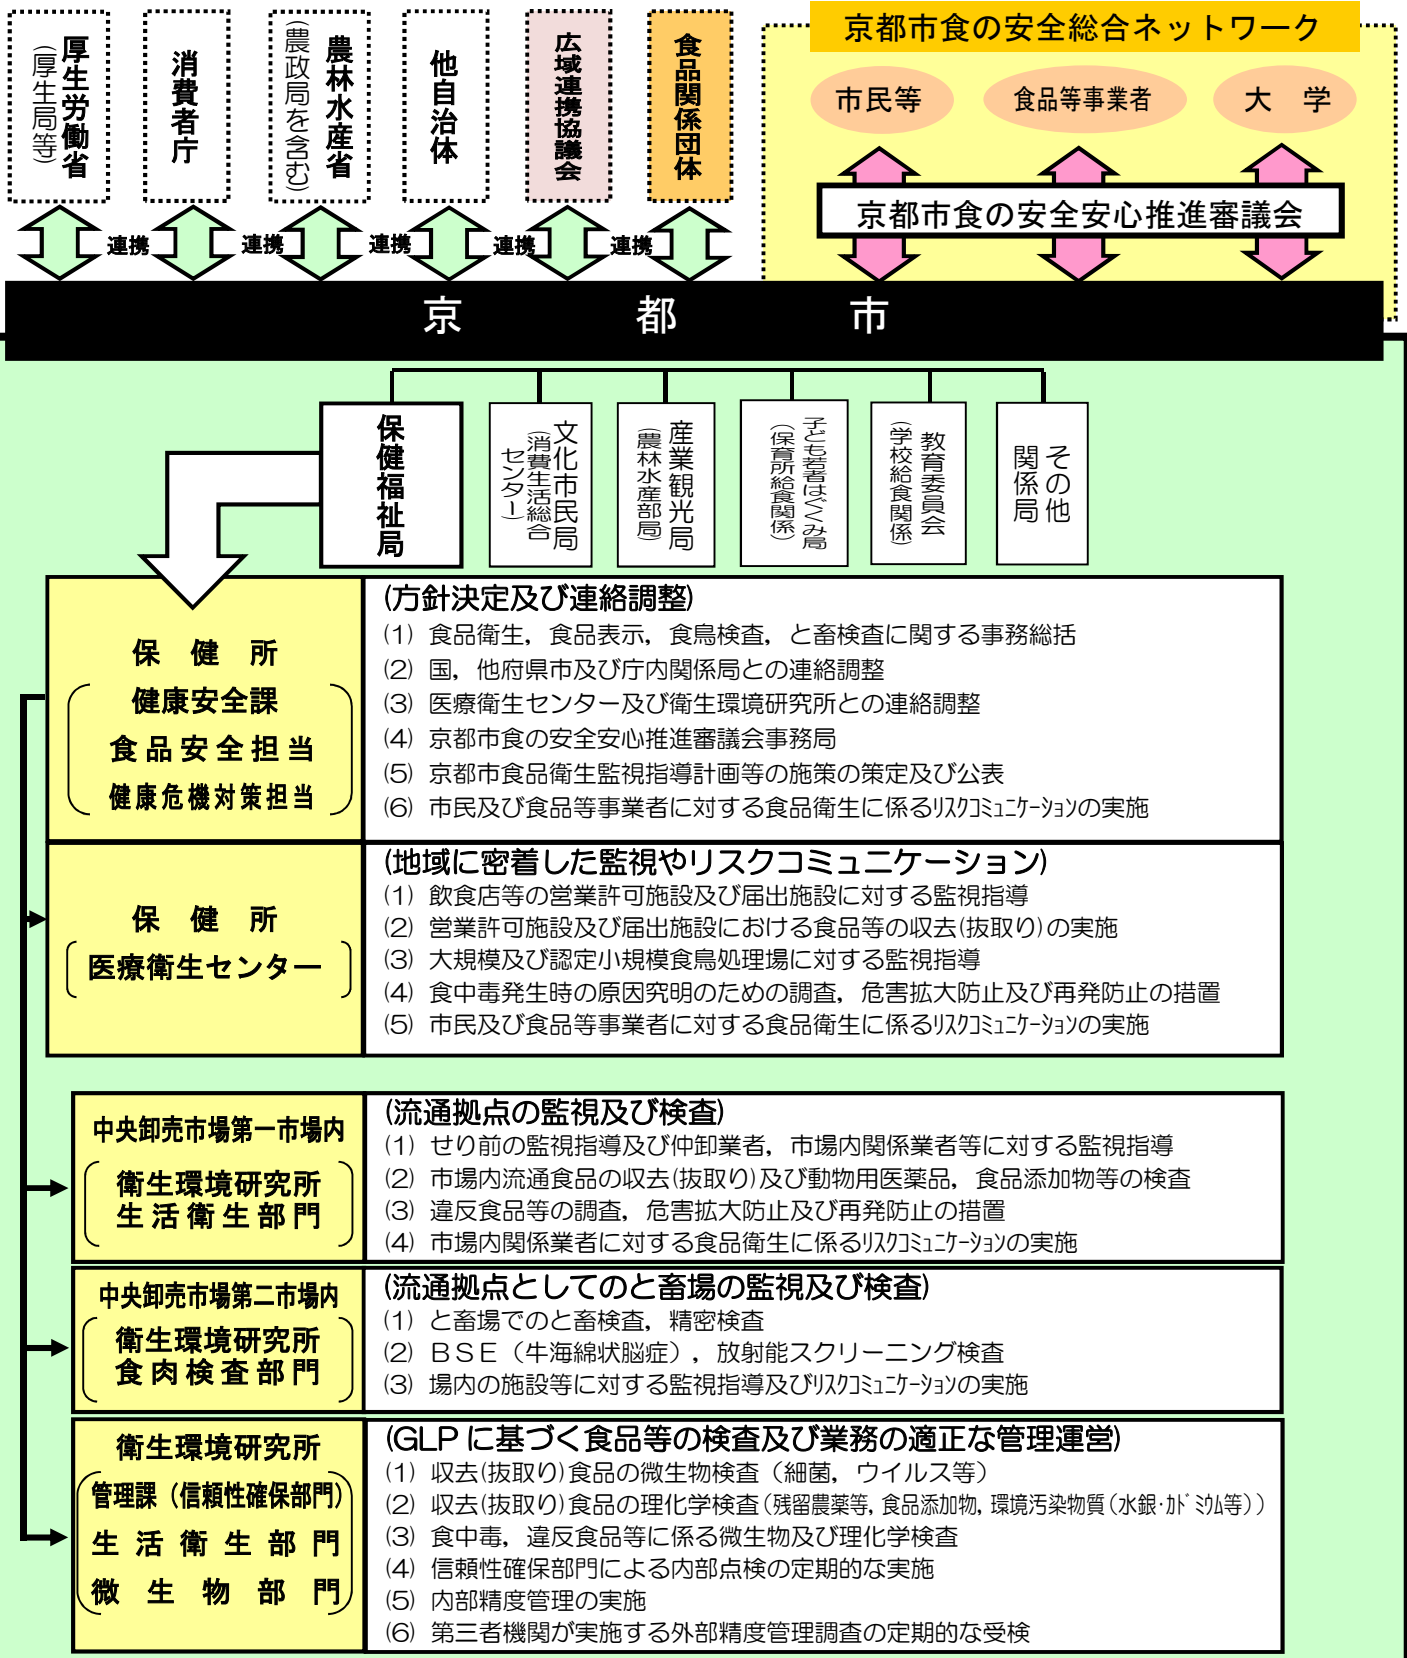 厚生労働省
（厚生局等）
消費者庁
農林水産省
（農政局を含む）
他自治体
広域連携協議会
食品関係団体
京都市食の安全総合ネットワーク
市民等
食品等事業者
大　学
京都市食の安全安心推進審議会
連携
連携
連携
連携
連携
京　都　市
保健福祉局
文化市民局
（消費生活総合
センター）
産業観光局
（農林水産部局）
子ども若者はぐくみ局
（保育所給食関係）
教育委員会
（学校給食関係）
その他
関係局
保　健　所
健康安全課
食品安全担当
健康危機対策担当
(方針決定及び連絡調整)
(1) 食品衛生，食品表示，食鳥検査，と畜検査に関する事務総括
(2) 国，他府県市及び庁内関係局との連絡調整
(3) 医療衛生センター及び衛生環境研究所との連絡調整
(4) 京都市食の安全安心推進審議会事務局
(5) 京都市食品衛生監視指導計画等の施策の策定及び公表
(6) 市民及び食品等事業者に対する食品衛生に係るﾘｽｸｺﾐｭﾆｹｰｼｮﾝの実施
保　健　所
医療衛生センター
(地域に密着した監視やリスクコミュニケーション)
(1) 飲食店等の営業許可施設及び届出施設に対する監視指導
(2) 営業許可施設及び届出施設における食品等の収去(抜取り)の実施
(3) 大規模及び認定小規模食鳥処理場に対する監視指導
(4) 食中毒発生時の原因究明のための調査，危害拡大防止及び再発防止の措置
(5) 市民及び食品等事業者に対する食品衛生に係るﾘｽｸｺﾐｭﾆｹｰｼｮﾝの実施
中央卸売市場第一市場内
衛生環境研究所
生活衛生部門
(流通拠点の監視及び検査)
(1) せり前の監視指導及び仲卸業者，市場内関係業者等に対する監視指導
(2) 市場内流通食品の収去(抜取り)及び動物用医薬品，食品添加物等の検査
(3) 違反食品等の調査，危害拡大防止及び再発防止の措置
(4) 市場内関係業者に対する食品衛生に係るﾘｽｸｺﾐｭﾆｹｰｼｮﾝの実施
中央卸売市場第二市場内
衛生環境研究所
食肉検査部門
(流通拠点としてのと畜場の監視及び検査)
(1) と畜場でのと畜検査，精密検査
(2) ＢＳＥ（牛海綿状脳症），放射能スクリーニング検査
(3) 場内の施設等に対する監視指導及びﾘｽｸｺﾐｭﾆｹｰｼｮﾝの実施
衛生環境研究所
管理課（信頼性確保部門）
生活衛生部門
微生物部門
(GLPに基づく食品等の検査及び業務の適正な管理運営)
(1) 収去(抜取り)食品の微生物検査（細菌，ウイルス等）
(2) 収去(抜取り)食品の理化学検査(残留農薬等，食品添加物，環境汚染物質(水銀･ｶﾄﾞﾐｳﾑ等))
(3) 食中毒，違反食品等に係る微生物及び理化学検査
(4) 信頼性確保部門による内部点検の定期的な実施
(5) 内部精度管理の実施
(6) 第三者機関が実施する外部精度管理調査の定期的な受検